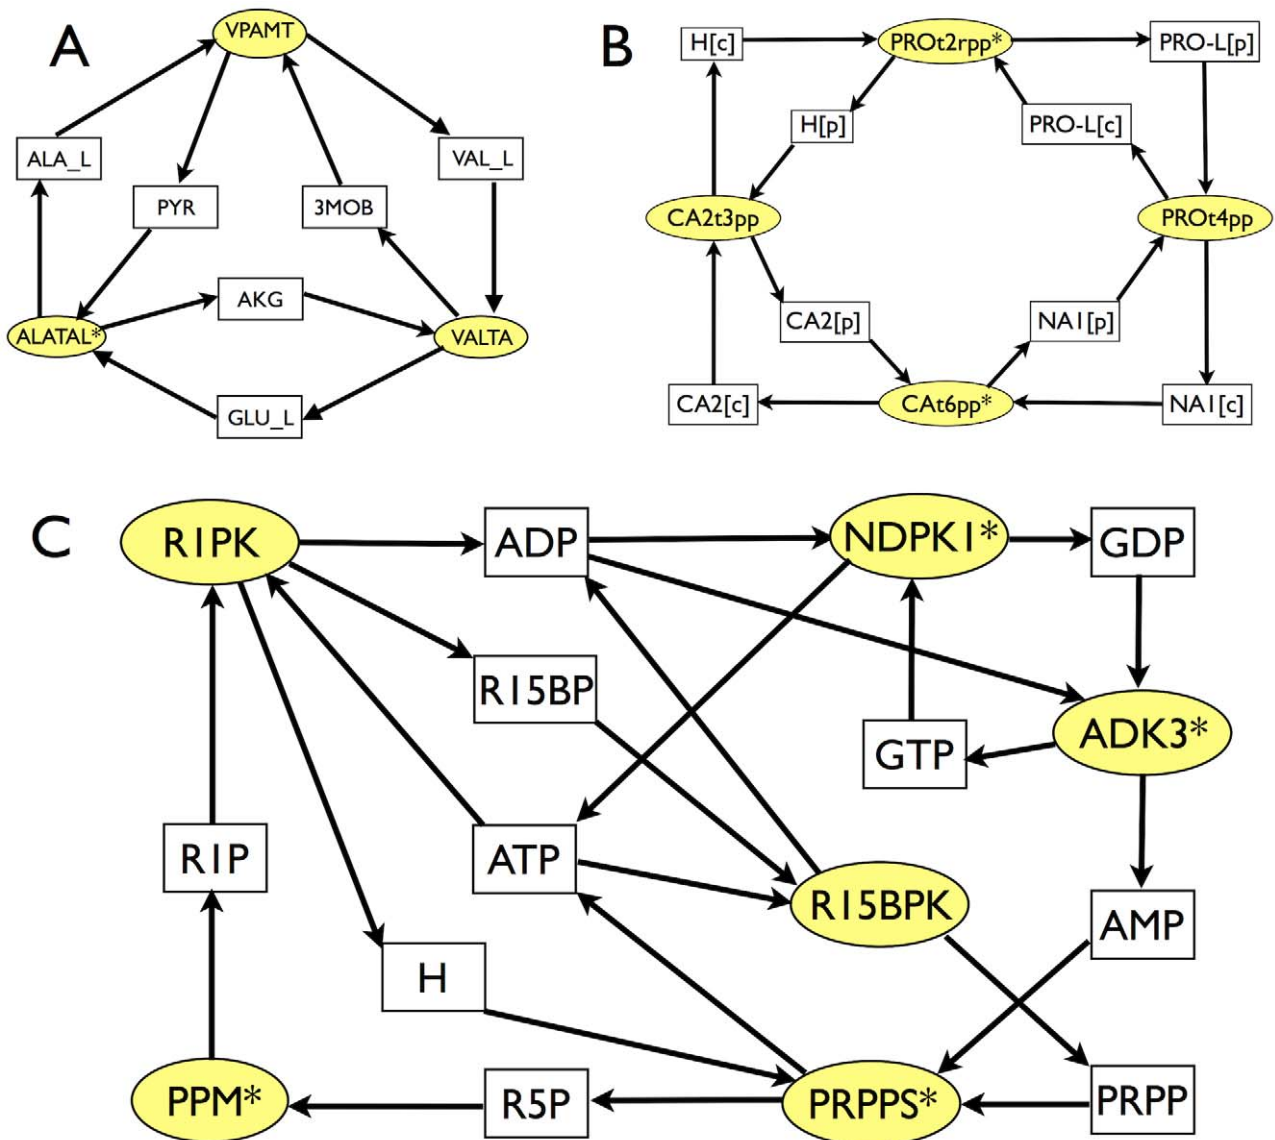 A
VPAMT
ALA_L
VAL_L
PYR
3MOB
AKG
ALATAL*
VALTA
GLU_L
B
H[c]
PROt2rpp*
PRO-L[p]
H[p]
PRO-L[c]
CA2t3pp
PROt4pp
CA2[p]
NA1[p]
CA2[c]
CAt6pp*
NA1[c]
C
R1PK
ADP
NDPK1*
GDP
R15BP
GTP
ADK3*
R1P
ATP
R15BPK
AMP
H
PPM*
R5P
PRPPS*
PRPP